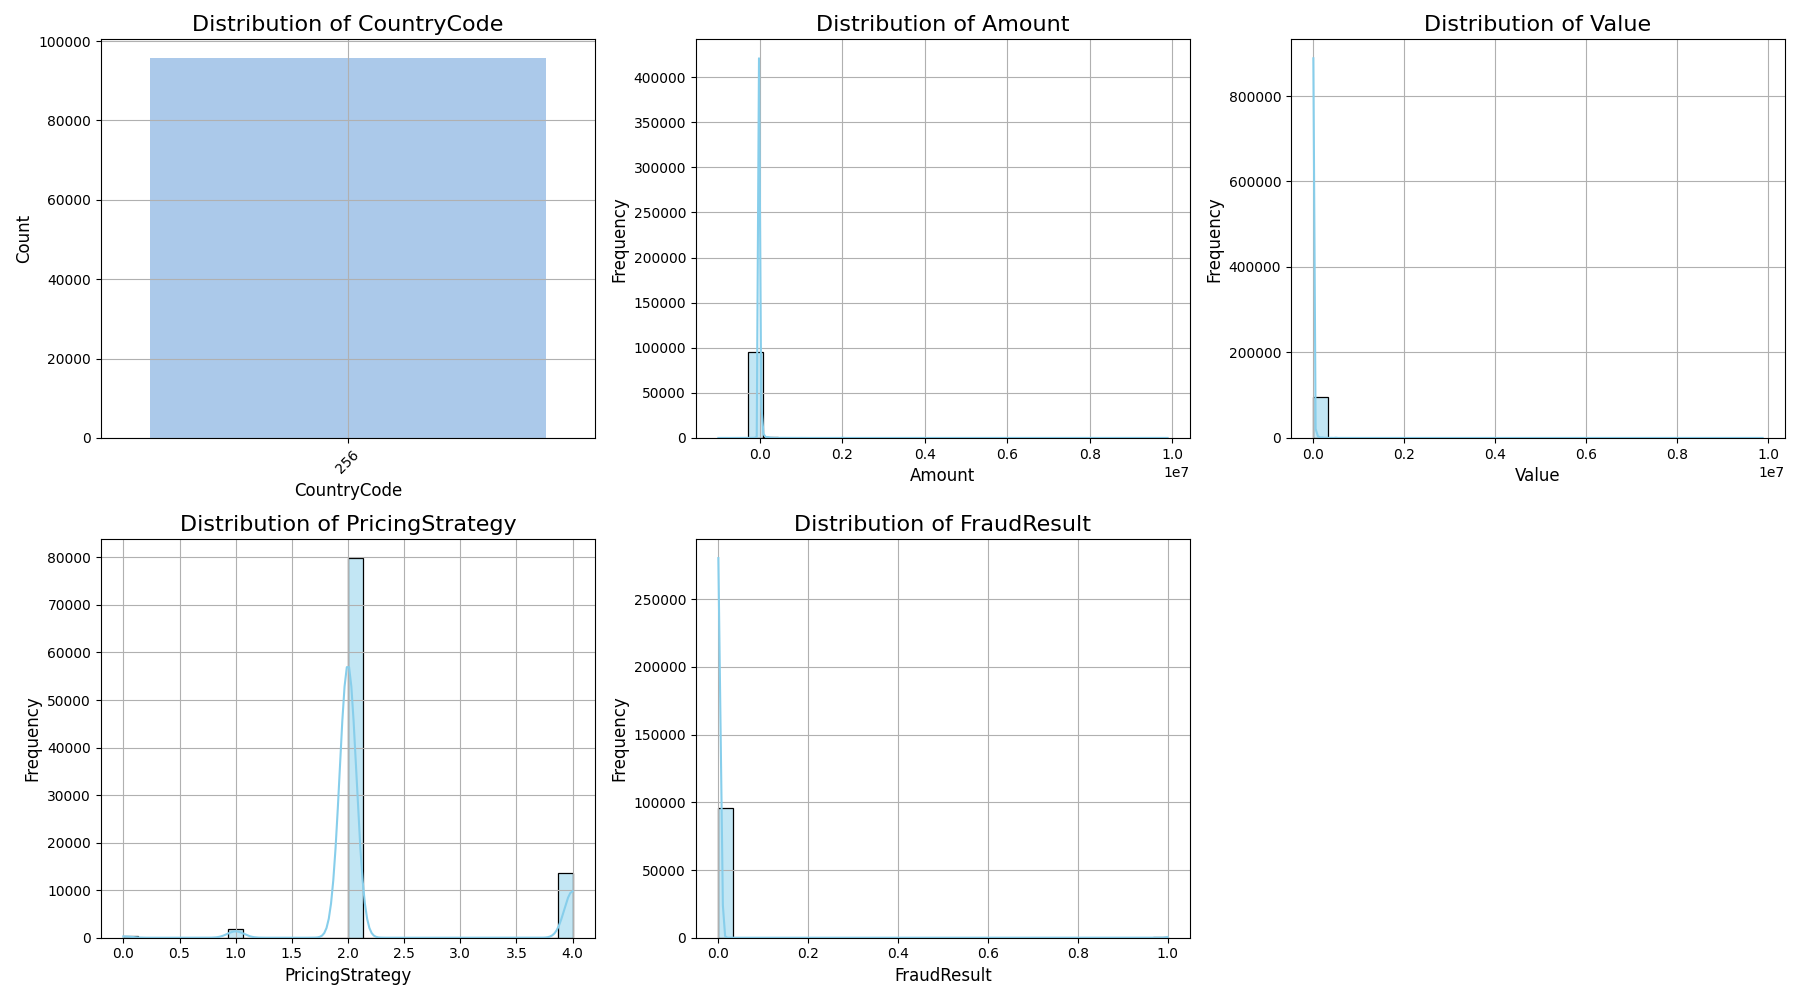 Distribution of CountryCode
100000
80000
60000
40000
20000
0
Count
256
CountryCode
Distribution of Amount
400000
350000
300000
250000
200000
150000
100000
50000
0
Frequency
0.0 0.2 0.4 0.6 0.8 1.0
1e7
Amount
Distribution of Value
800000
600000
400000
200000
0
Frequency
0.0 0.2 0.4 0.6 0.8 1.0
1e7
Value
Distribution of PricingStrategy
80000
70000
60000
50000
40000
30000
20000
10000
0
Frequency
0.0 0.5 1.0 1.5 2.0 2.5 3.0 3.5 4.0
PricingStrategy
Distribution of FraudResult
250000
200000
150000
100000
50000
0
Frequency
0.0 0.2 0.4 0.6 0.8 1.0
FraudResult